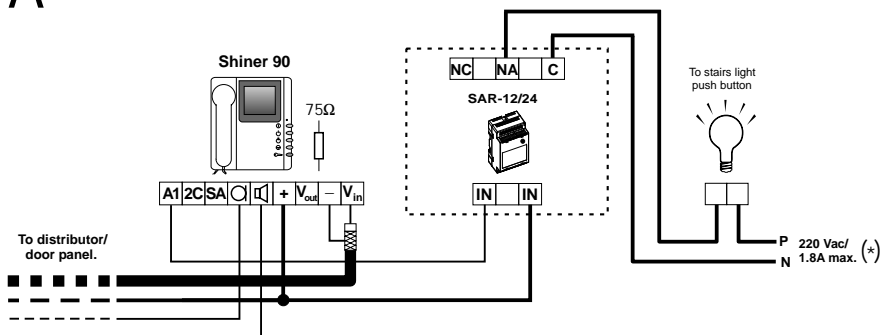 A
Shiner 90
75Ω
A1 2C SA + Vout – Vin
To distributor/
door panel.
NC NA C
SAR-12/24
IN IN
To stairs light
push button
P
N
220 Vac/
1.8A max. (*)